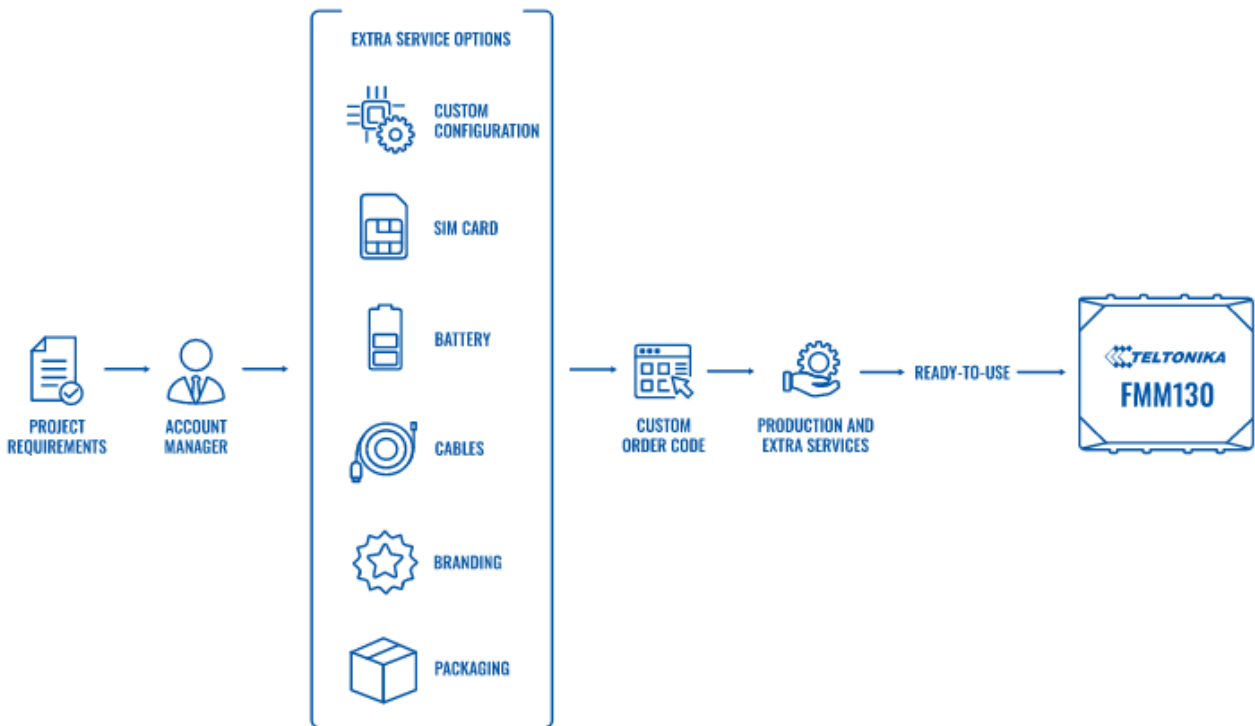 EXTRA SERVICE OPTIONS
CUSTOM
CONFIGURATION
SIM CARD
BATTERY
CABLES
BRANDING
PACKAGING
PROJECT
REQUIREMENTS
ACCOUNT
MANAGER
CUSTOM
ORDER CODE
PRODUCTION AND
EXTRA SERVICES
READY-TO-USE
TELTONIKA
FMM130